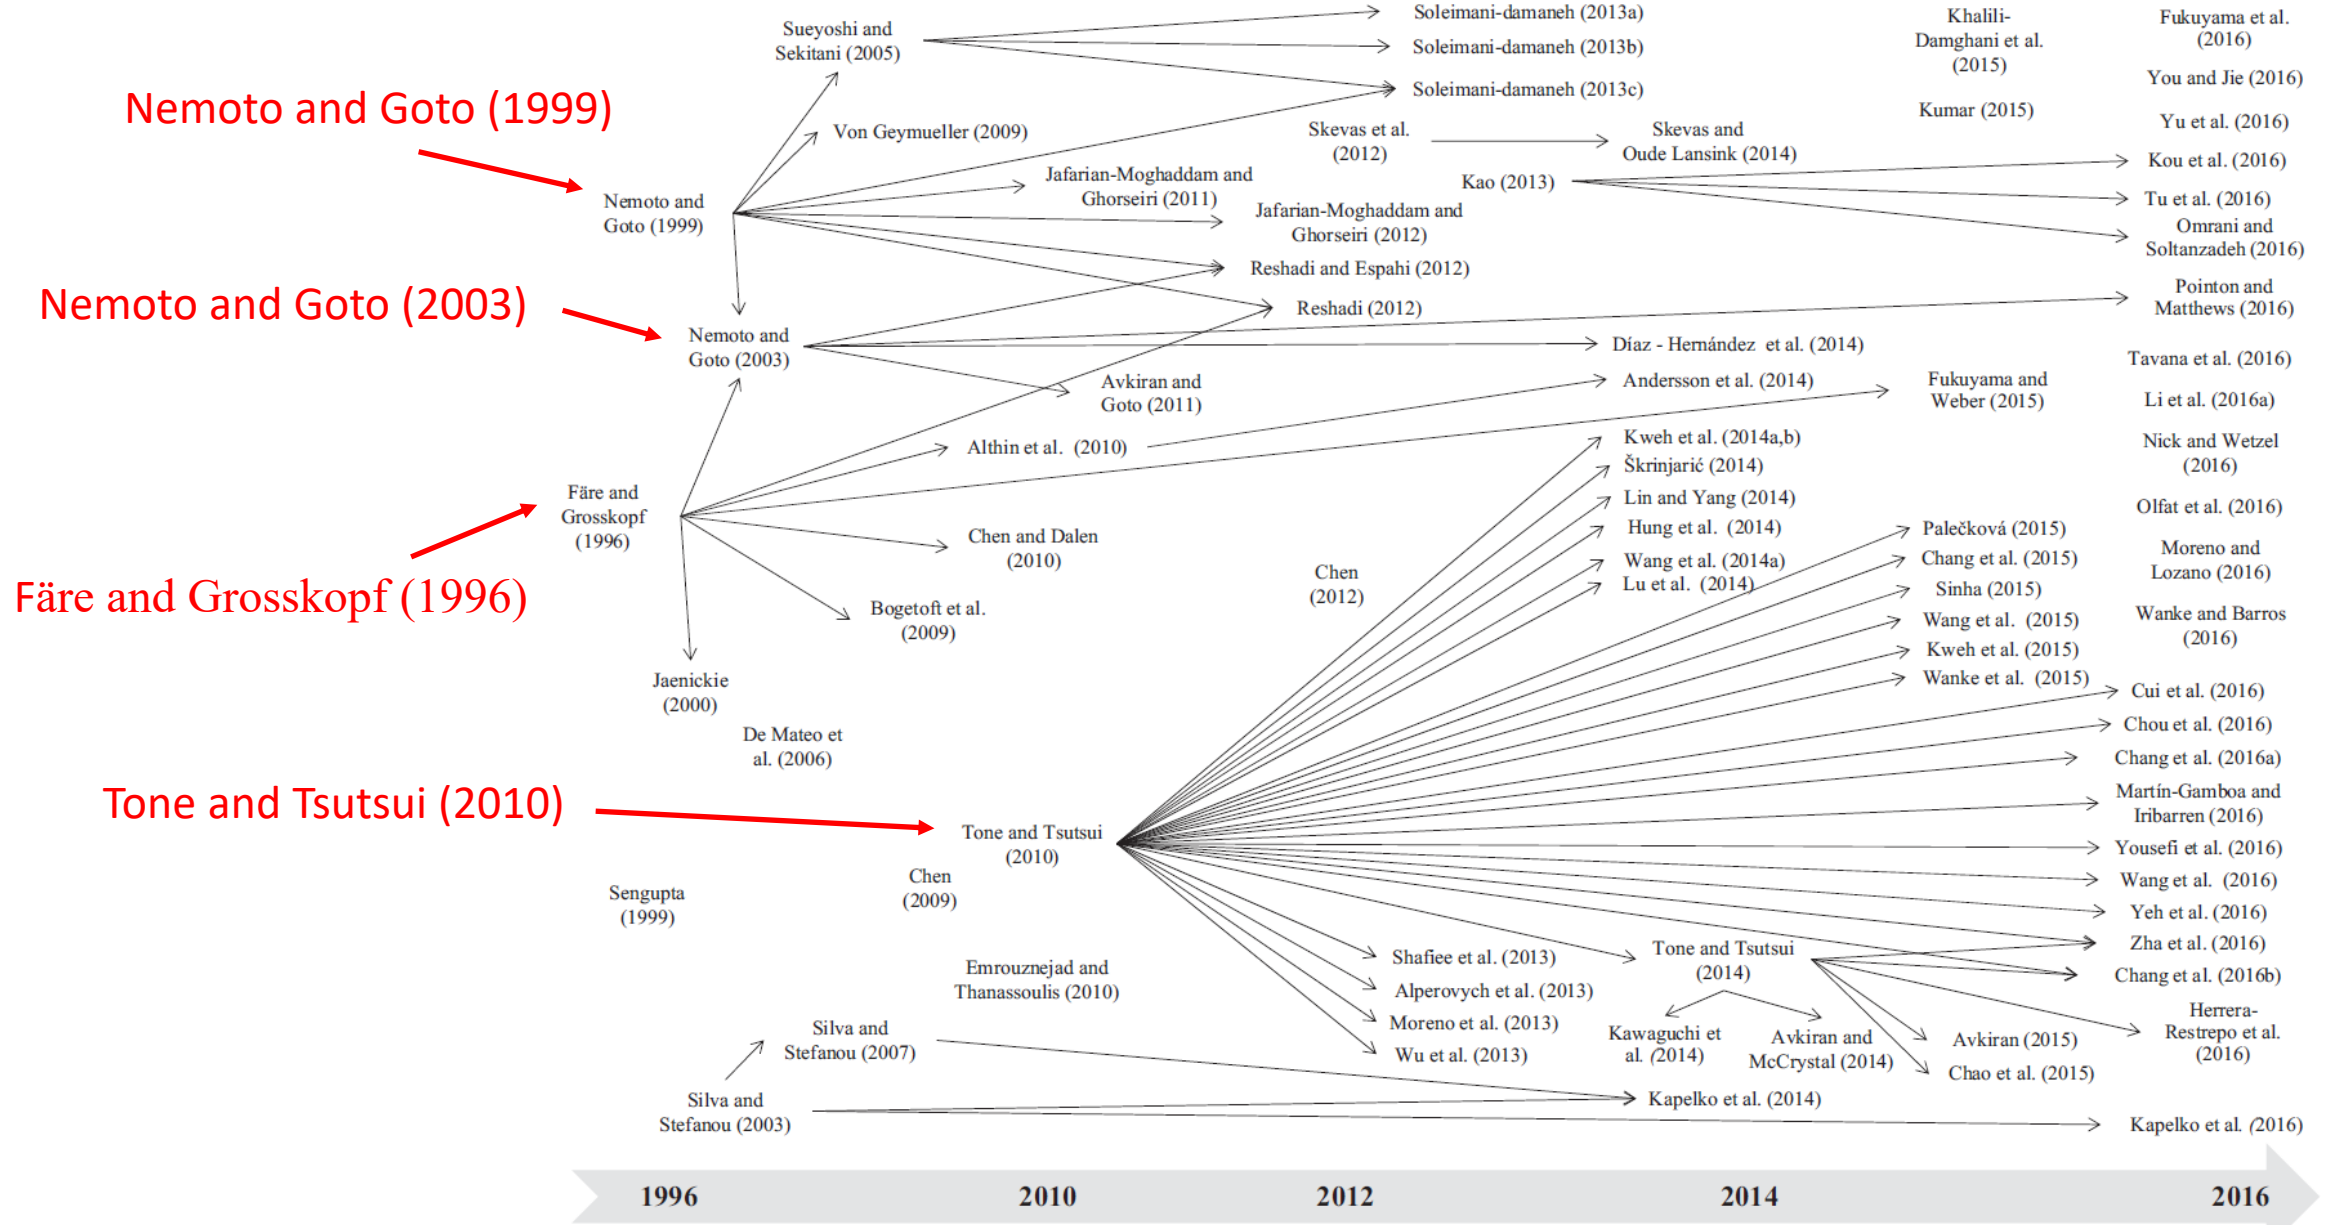 Nemoto and Goto (1999)
Nemoto and Goto (2003)
Färe and Grosskopf (1996)
Tone and Tsutsui (2010)
Sueyoshi and
Sekitani (2005)
Von Geymueller (2009)
Nemoto and
Goto (1999)
Nemoto and
Goto (2003)
Färe and
Grosskopf
(1996)
Jaenickie
(2000)
De Mateo et
al. (2006)
Sengupta
(1999)
Silva and
Stefanou (2007)
Silva and
Stefanou (2003)
Jafarian-Moghaddam and
Ghorseiri (2011)
Avkiran and
Goto (2011)
Althin et al. (2010)
Chen and Dalen
(2010)
Bogetoft et al.
(2009)
Tone and Tsutsui
(2010)
Chen
(2009)
Emrouznejad and
Thanassoulis (2010)
Soleimani-damaneh (2013a)
Soleimani-damaneh (2013b)
Soleimani-damaneh (2013c)
Skevas et al.
(2012)
Kao (2013)
Jafarian-Moghaddam and
Ghorseiri (2012)
Reshadi and Espahi (2012)
Reshadi (2012)
Chen
(2012)
Shafiee et al. (2013)
Alperovych et al. (2013)
Moreno et al. (2013)
Wu et al. (2013)
Skevas and
Oude Lansink (2014)
Díaz - Hernández et al. (2014)
Andersson et al. (2014)
Kweh et al. (2014a,b)
Škrinjarić (2014)
Lin and Yang (2014)
Hung et al. (2014)
Wang et al. (2014a)
Lu et al. (2014)
Tone and Tsutsui
(2014)
Kawaguchi et
al. (2014)
Avkiran and
McCrystal (2014)
Kapelko et al. (2014)
Khalili-
Damghani et al.
(2015)
Kumar (2015)
Fukuyama and
Weber (2015)
Palečková (2015)
Chang et al. (2015)
Sinha (2015)
Wang et al. (2015)
Kweh et al. (2015)
Wanke et al. (2015)
Avkiran (2015)
Chao et al. (2015)
Fukuyama et al.
(2016)
You and Jie (2016)
Yu et al. (2016)
Kou et al. (2016)
Tu et al. (2016)
Omrani and
Soltanzadeh (2016)
Pointon and
Matthews (2016)
Tavana et al. (2016)
Li et al. (2016a)
Nick and Wetzel
(2016)
Olfat et al. (2016)
Moreno and
Lozano (2016)
Wanke and Barros
(2016)
Cui et al. (2016)
Chou et al. (2016)
Chang et al. (2016a)
Martín-Gamboa and
Iribarren (2016)
Yousefi et al. (2016)
Wang et al. (2016)
Yeh et al. (2016)
Zha et al. (2016)
Chang et al. (2016b)
Herrera-
Restrepo et al.
(2016)
Kapelko et al. (2016)
1996 2010 2012 2014 2016